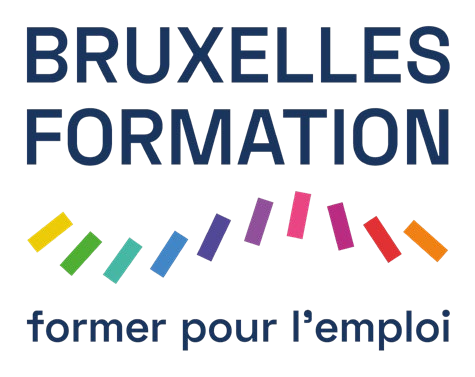 BRUXELLES
FORMATION
former pour l'emploi